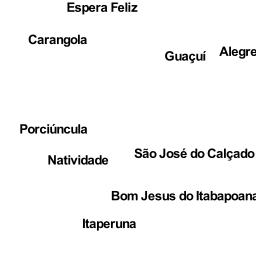 Espera Feliz
Carangola
Alegre
Guaçuí
Porciúncula
São José do Calçado
Natividade
Bom Jesus do Itabapoana
Itaperuna